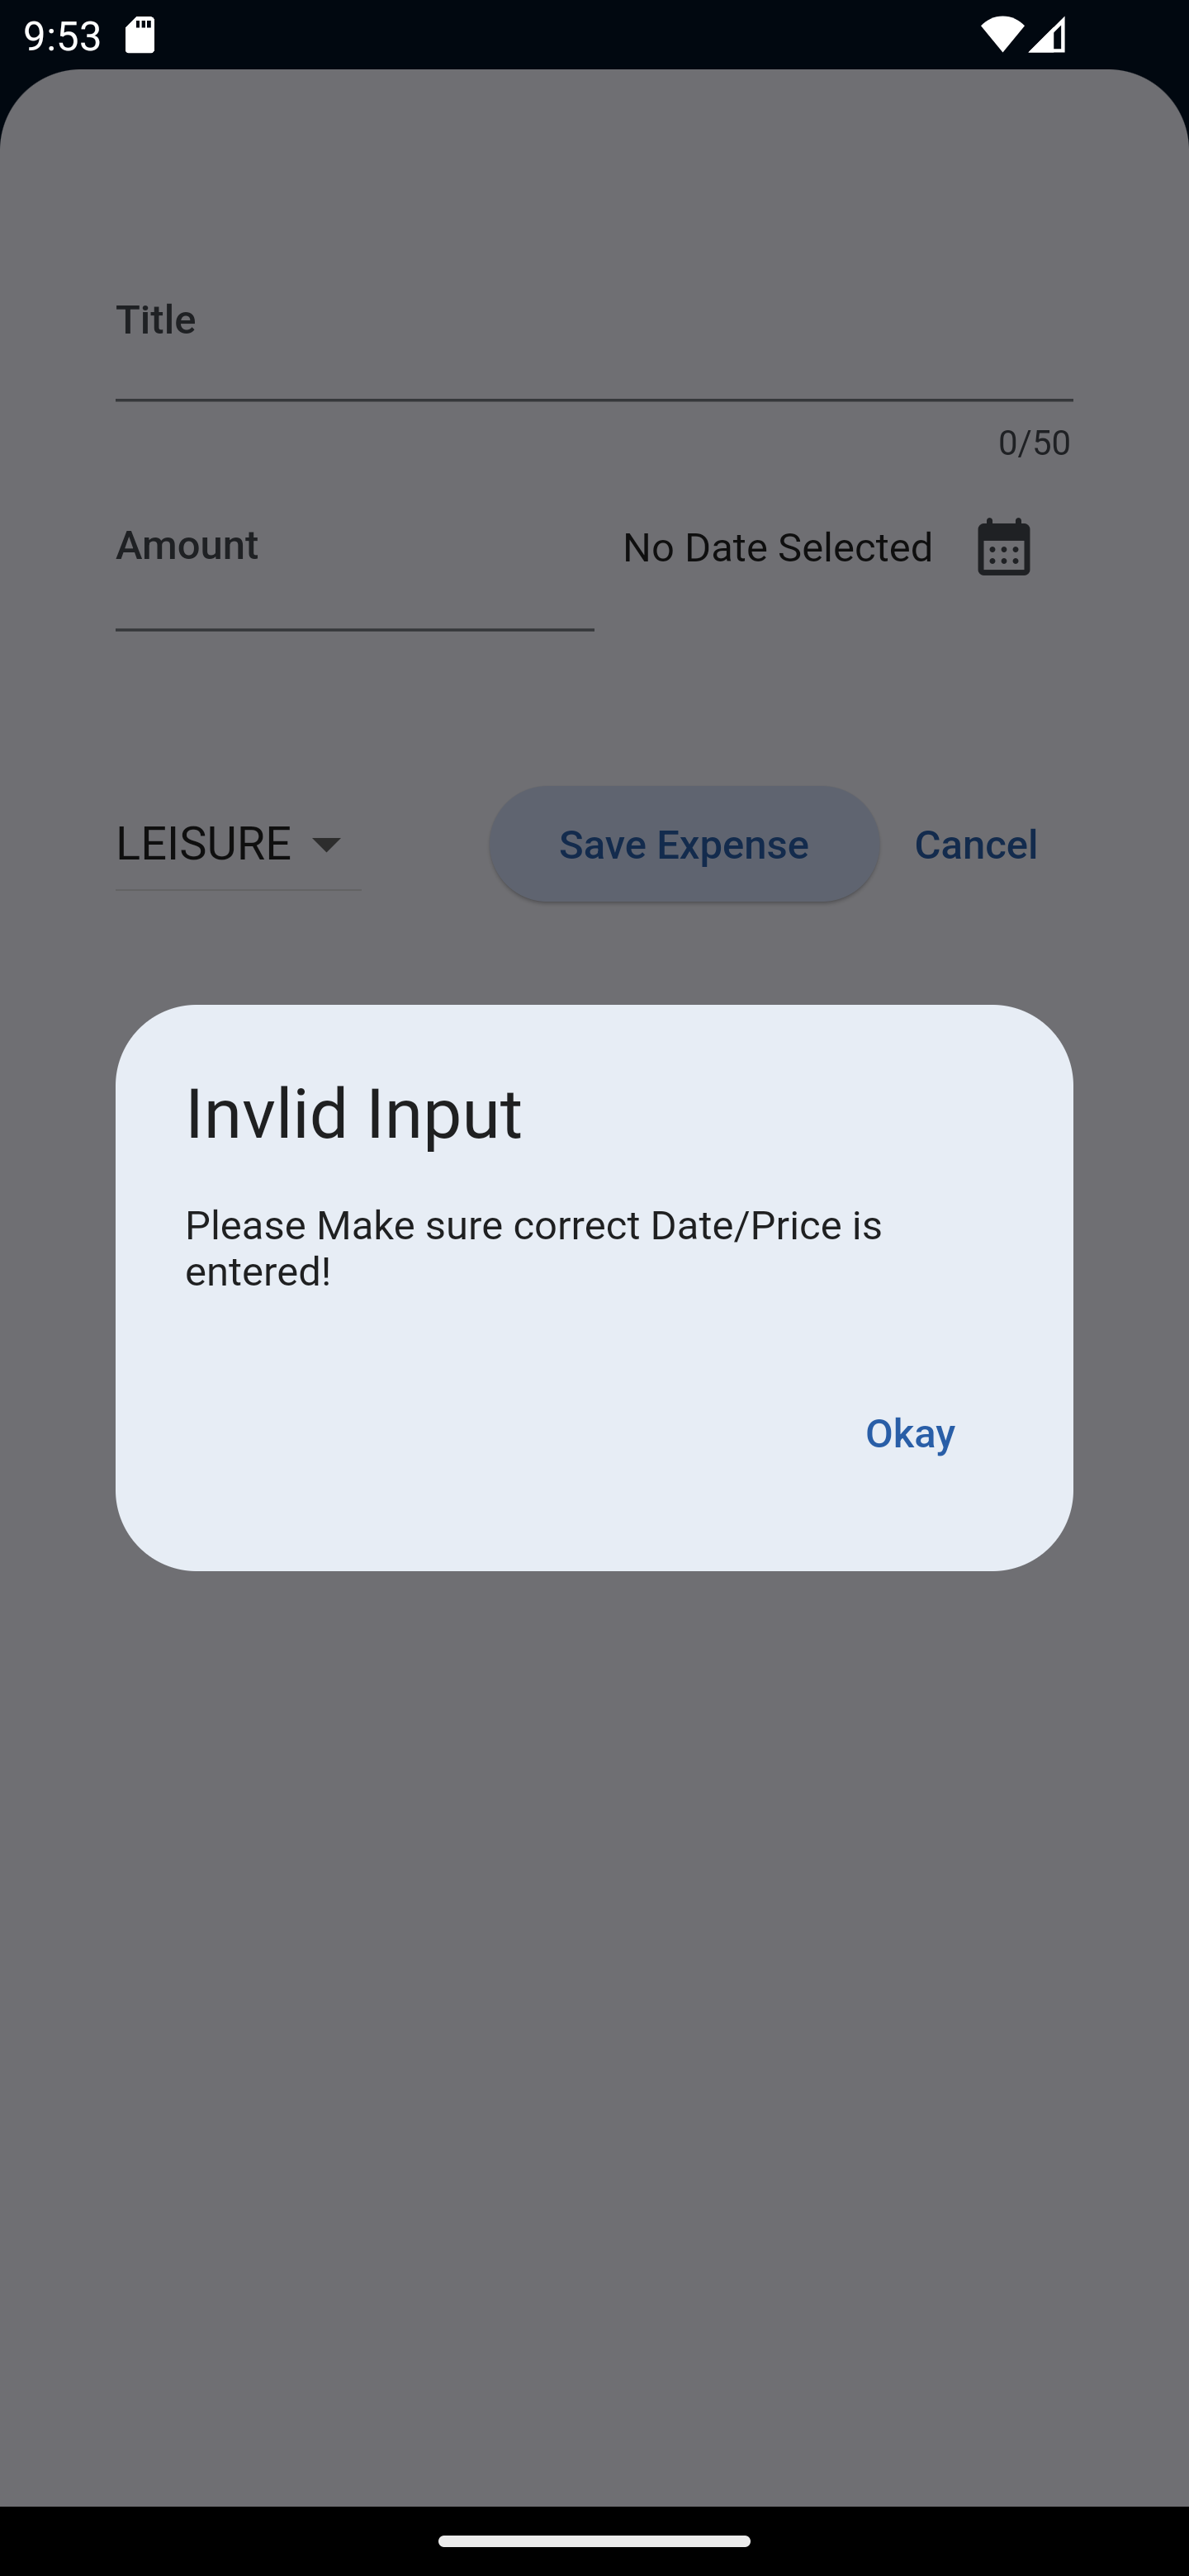 9:53
Title
0/50
Amount
No Date Selected
LEISURE
Save Expense
Cancel
Invlid Input
Please Make sure correct Date/Price is
entered!
Okay